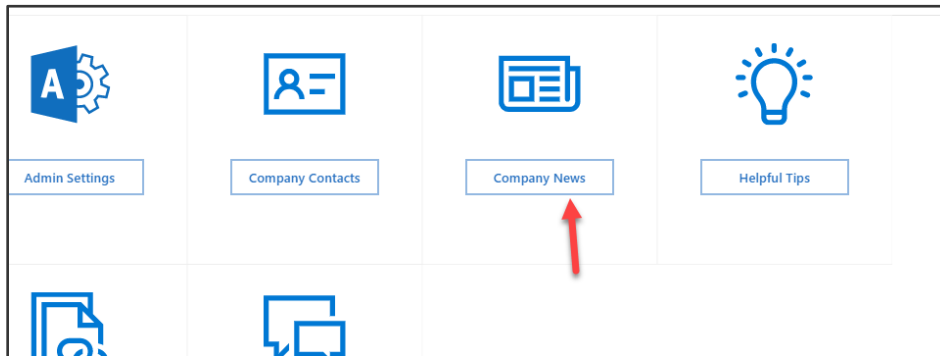 A
Admin Settings
Company Contacts
Company News
Helpful Tips